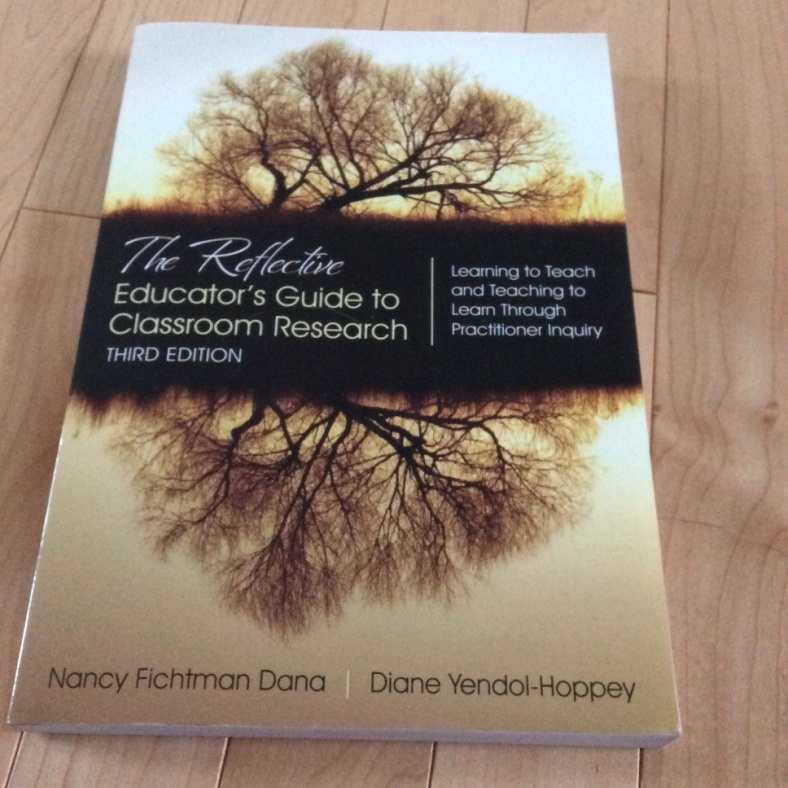 The Reflective
Educator's Guide to
Classroom Research
THIRD EDITION
Learning to Teach
and Teaching to
Learn Through
Practitioner Inquiry
Nancy Fichtman Dana | Diane Yendol-Hoppey